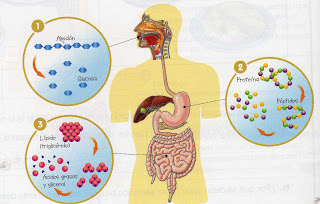 1
Almidón
Glucosa
2
Proteína
Péptidos
3
Lípido
(triglicérido)
Ácidos grasos
y glicerol